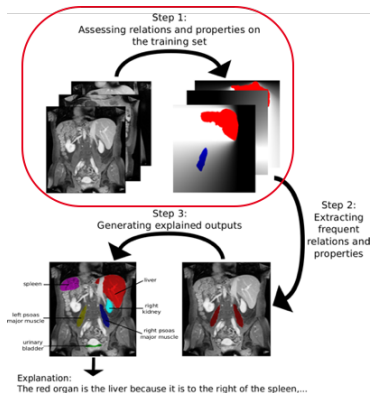 Step 1:
Assessing relations and properties on
the training set
Step 2:
Extracting
frequent
relations and
properties
Step 3:
Generating explained outputs
spleen
liver
left psoas
major muscle
right
kidney
right psoas
major muscle
urinary
bladder
Explanation:
The red organ is the liver because it is to the right of the spleen,...